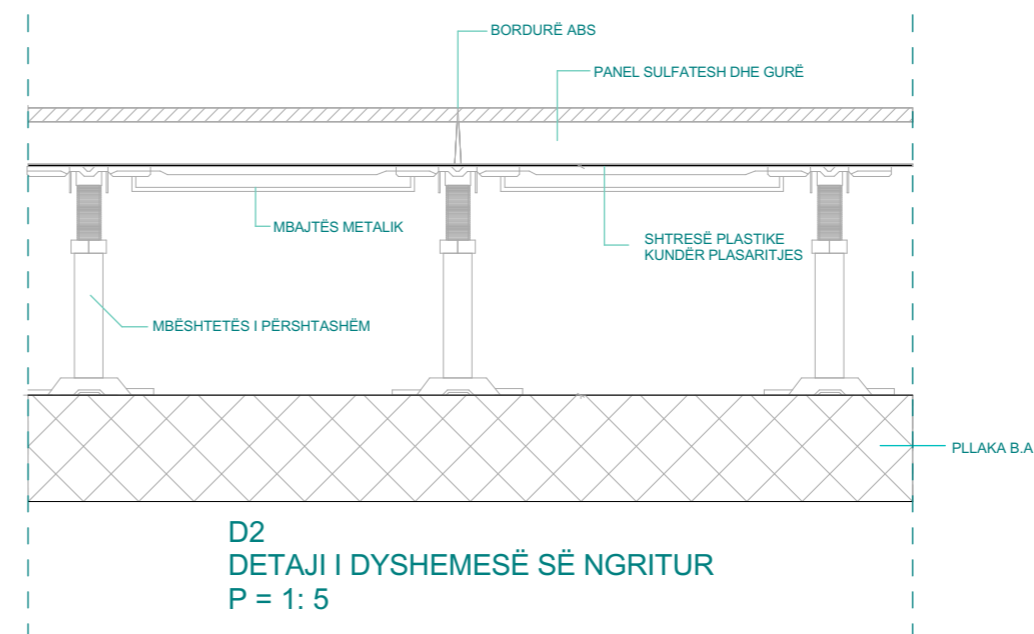 BORDURË ABS
PANEL SULFATESH DHE GURË
MBAJTËS METALIK
SHTRESË PLASTIKE
KUNDËR PLASARITJES
MBËSHTETËS I PËRSHTASHËM
PLLAKA B.A
D2
DETAJI I DYSHEMESË SË NGRITUR
P = 1: 5